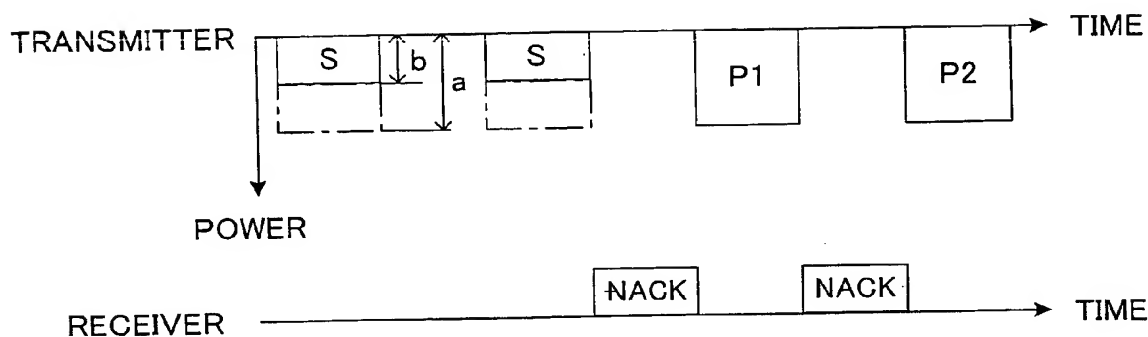 TRANSMITTER
TIME
S
b
a
S
P1
P2
POWER
NACK
NACK
RECEIVER
TIME